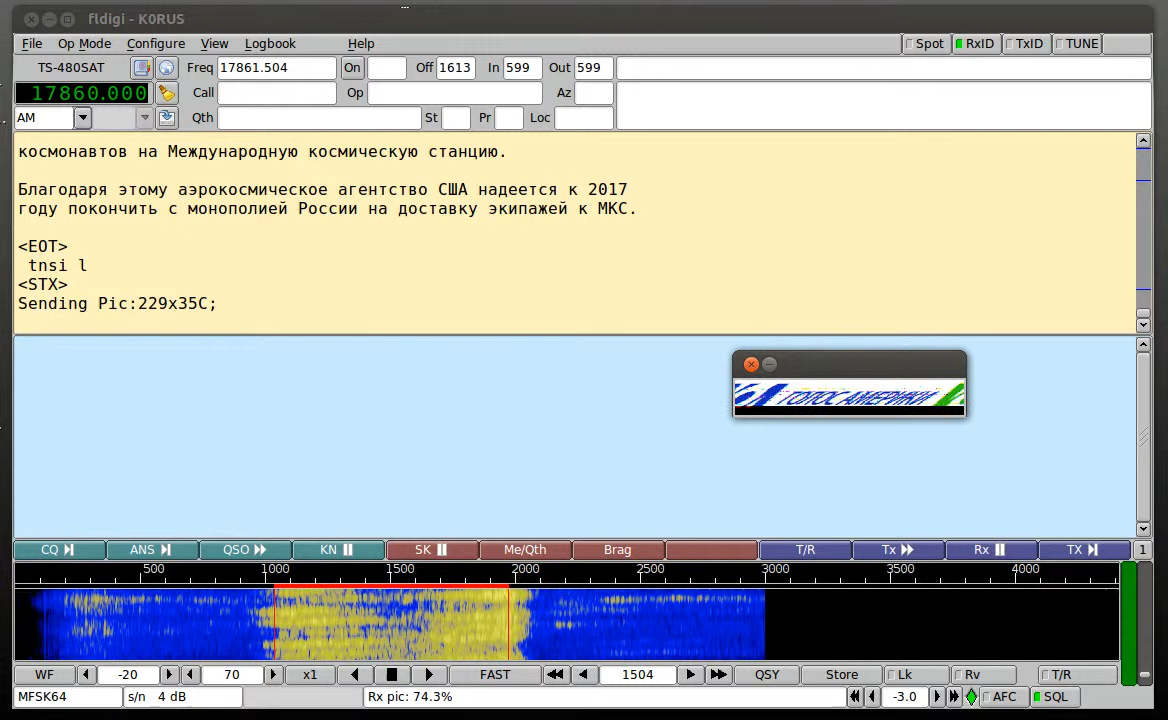 fldigi - K0RUS
File Op Mode Configure View Logbook Help Spot RxID TxID TUNE
TS-480SAT Freq 17861.504 On Off 1613 In 599 Out 599
17860.000 Call Op Az
AM Qth St Pr Loc
космонавтов на Международную космическую станцию.
Благодаря этому аэрокосмическое агентство США надеется к 2017
году покончить с монополией России на доставку экипажей к МКС.
<EOT>
tnsi l
<STX>
Sending Pic:229x35C;
ГОЛОС АМЕРИКИ
CQ ANS QSO KN SK Me/Qth Brag T/R Tx Rx TX 1
500 1000 1500 2000 2500 3000 3500 4000
WF -20 70 x1 FAST 1504 QSY Store Lk Rv T/R
MFSK64 s/n 4 dB Rx pic: 74.3% -3.0 AFC SQL